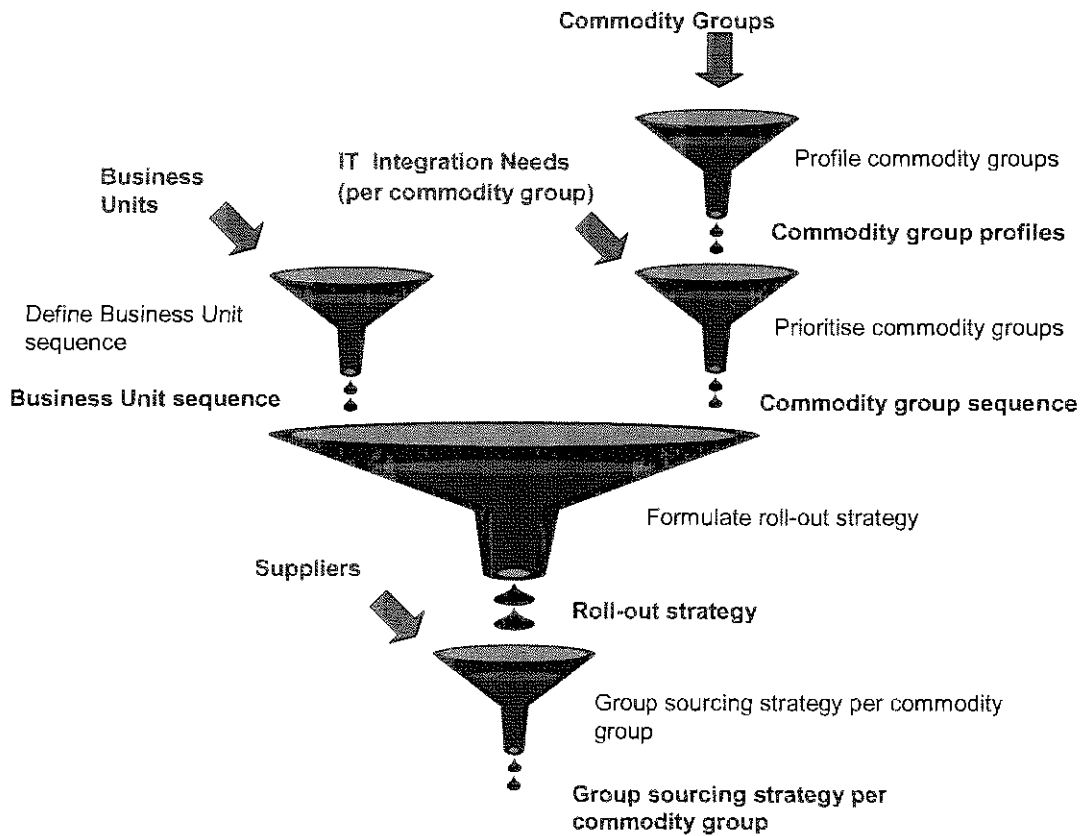 Commodity Groups
Profile commodity groups
IT Integration Needs
(per commodity group)
Business
Units
Commodity group profiles
Define Business Unit
sequence
Prioritise commodity groups
Business Unit sequence
Commodity group sequence
Formulate roll-out strategy
Suppliers
Roll-out strategy
Group sourcing strategy per commodity
group
Group sourcing strategy per
commodity group